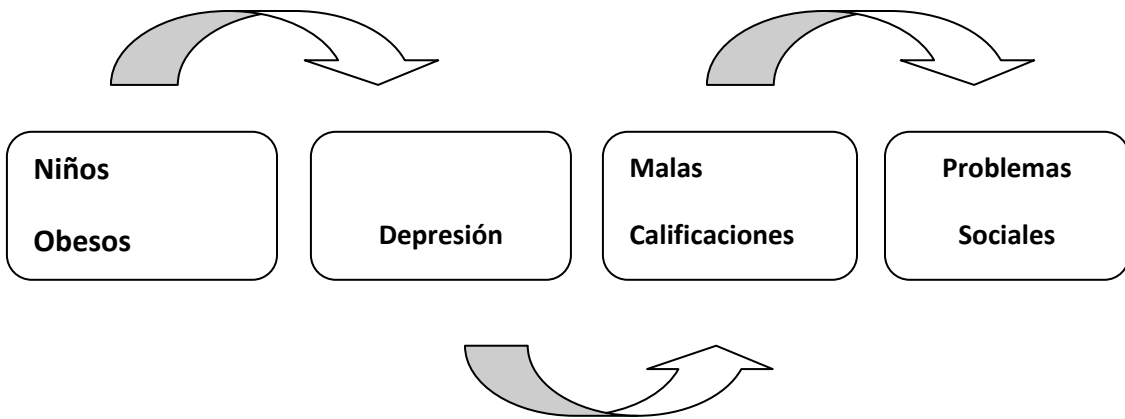 Niños
Obesos
Depresión
Malas
Calificaciones
Problemas
Sociales